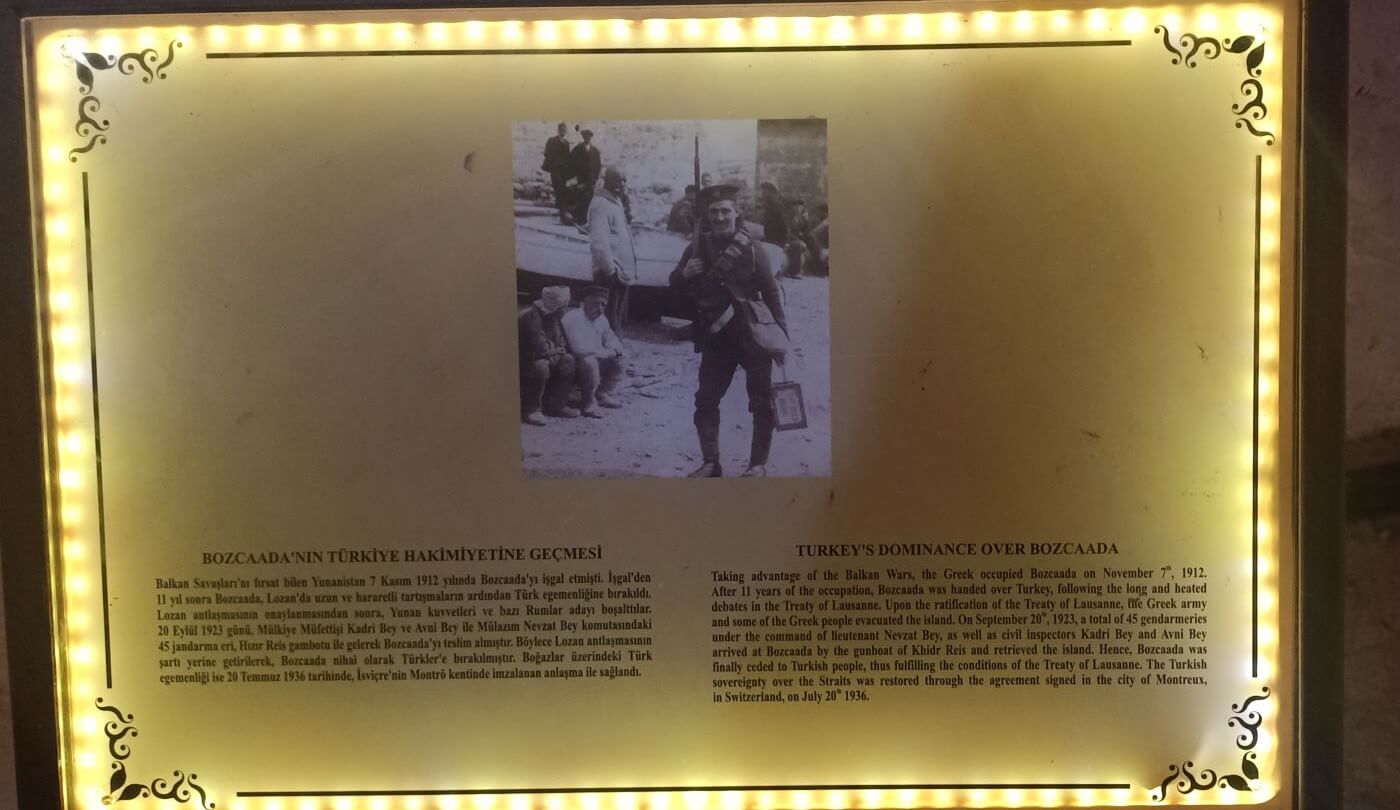 BOZCAADA'NIN TÜRKİYE HAKİMİYETİNE GEÇMESİ
Balkan Savaşları'nı fırsat bilen Yunanistan 7 Kasım 1912 yılında Bozcaada'yı işgal etmişti. İşgal'den
11 yıl sonra Bozcaada, Lozan'da uzun ve hararetli tartışmaların ardından Türk egemenliğine bırakıldı.
Lozan antlaşmasının onaylanmasından sonra, Yunan kuvvetleri ve bazı Rumlar adayı boşalttılar.
20 Eylül 1923 günü, Mülkiye Müfettişi Kadri Bey ve Avni Bey ile Mülazım Nevzat Bey komutasındaki
45 jandarma eri, Hızır Reis gambotu ile gelerek Bozcaada'yı teslim almıştır. Böylece Lozan antlaşmasının
şartı yerine getirilerek, Bozcaada nihai olarak Türkler'e bırakılmıştır. Boğazlar üzerindeki Türk
egemenliği ise 20 Temmuz 1936 tarihinde, İsviçre'nin Montrö kentinde imzalanan anlaşma ile sağlandı.
TURKEY'S DOMINANCE OVER BOZCAADA
Taking advantage of the Balkan Wars, the Greek occupied Bozcaada on November 7th, 1912.
After 11 years of the occupation, Bozcaada was handed over Turkey, following the long and heated
debates in the Treaty of Lausanne. Upon the ratification of the Treaty of Lausanne, the Greek army
and some of the Greek people evacuated the island. On September 20th, 1923, a total of 45 gendarmeries
under the command of lieutenant Nevzat Bey, as well as civil inspectors Kadri Bey and Avni Bey
arrived at Bozcaada by the gunboat of Khidr Reis and retrieved the island. Hence, Bozcaada was
finally ceded to Turkish people, thus fulfilling the conditions of the Treaty of Lausanne. The Turkish
sovereignty over the Straits was restored through the agreement signed in the city of Montreux,
in Switzerland, on July 20th 1936.